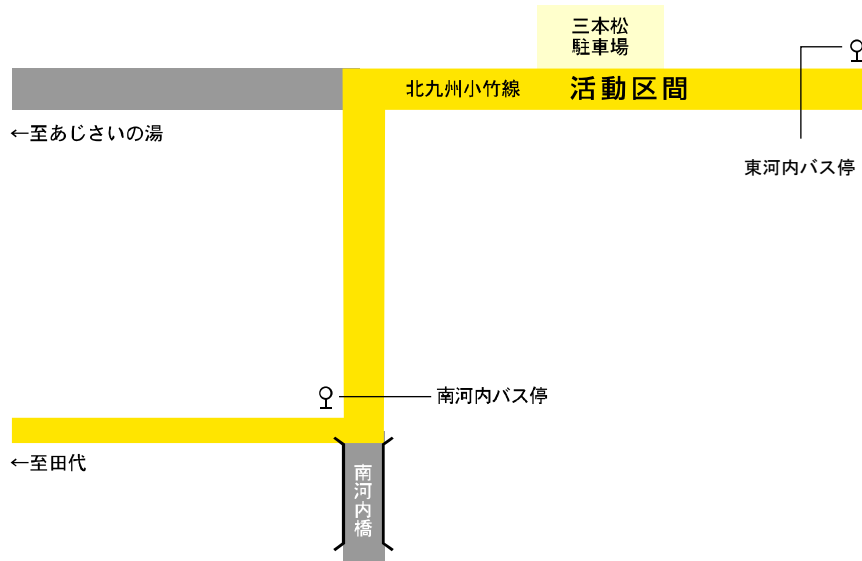 三本松
駐車場
北九州小竹線
活動区間
←至あじさいの湯
東河内バス停
南河内バス停
←至田代
南河内橋